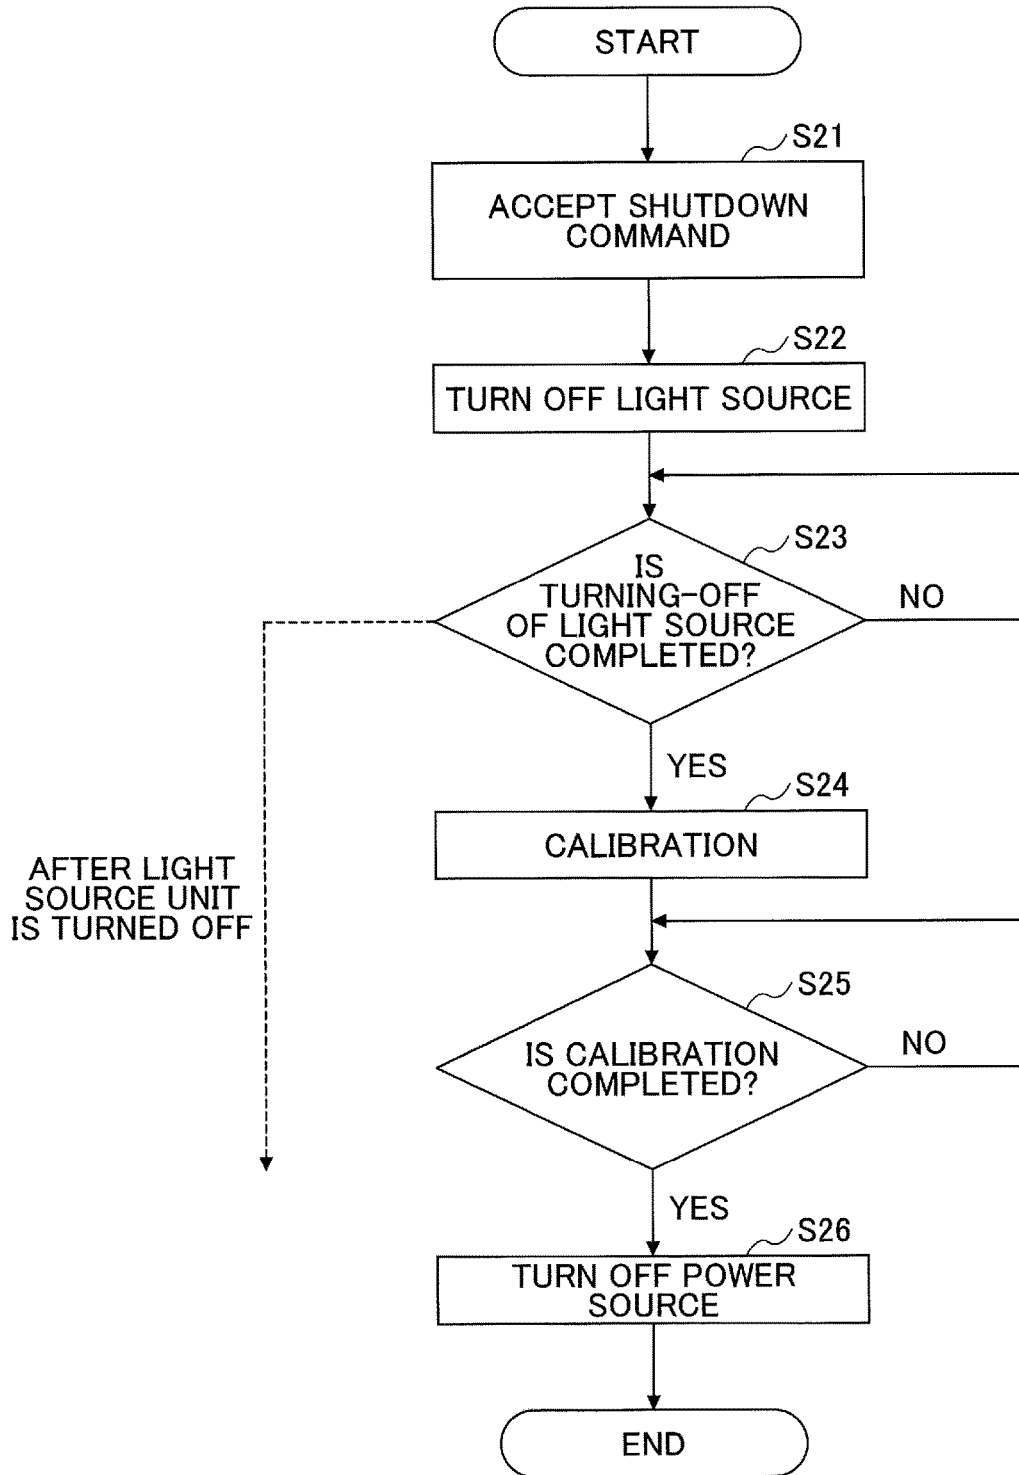 START
S21
ACCEPT SHUTDOWN
COMMAND
S22
TURN OFF LIGHT SOURCE
S23
IS
TURNING-OFF
OF LIGHT SOURCE
COMPLETED?
NO
YES
S24
CALIBRATION
AFTER LIGHT
SOURCE UNIT
IS TURNED OFF
S25
IS CALIBRATION
COMPLETED?
NO
YES
S26
TURN OFF POWER
SOURCE
END